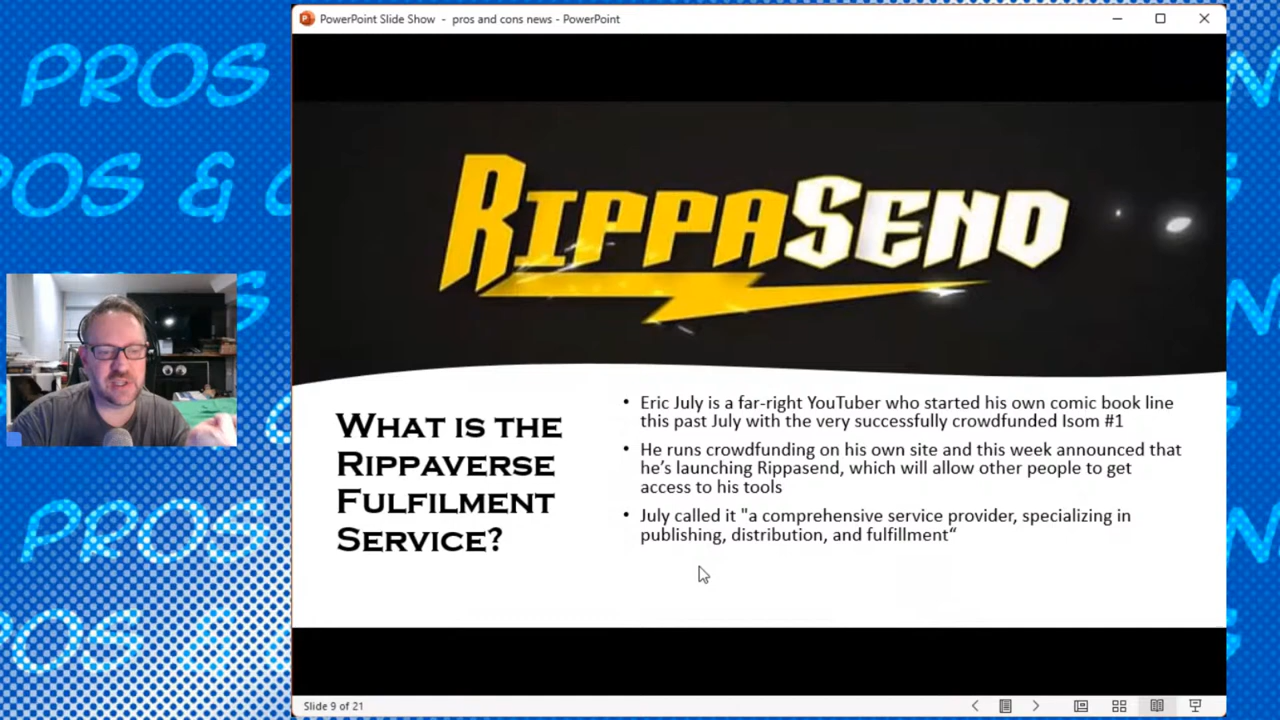 PowerPoint Slide Show - pros and cons news - PowerPoint
PROS
POS &
PROS
POS
RIPPASEND
WHAT IS THE
RIPPAVERSE
FULFILMENT
SERVICE?
• Eric July is a far-right YouTuber who started his own comic book line
this past July with the very successfully crowdfunded Isom #1
• He runs crowdfunding on his own site and this week announced that
he's launching Rippasend, which will allow other people to get
access to his tools
• July called it "a comprehensive service provider, specializing in
publishing, distribution, and fulfillment“
Slide 9 of 21